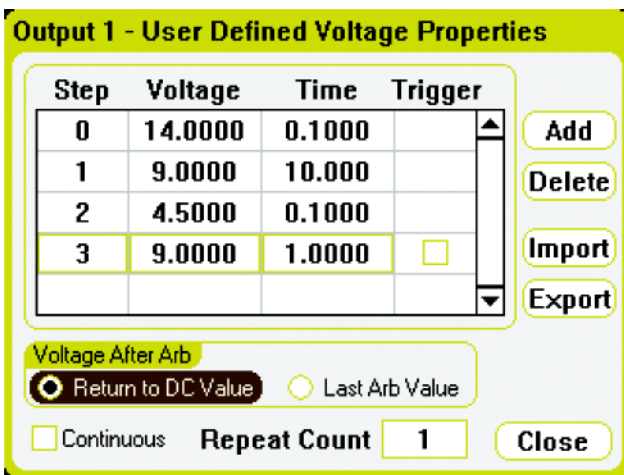 Output 1 - User Defined Voltage Properties
Step Voltage Time Trigger
0 14.0000 0.1000
1 9.0000 10.000
2 4.5000 0.1000
3 9.0000 1.0000
Add
Delete
Import
Export
Voltage After Arb
Return to DC Value Last Arb Value
Continuous Repeat Count 1 Close